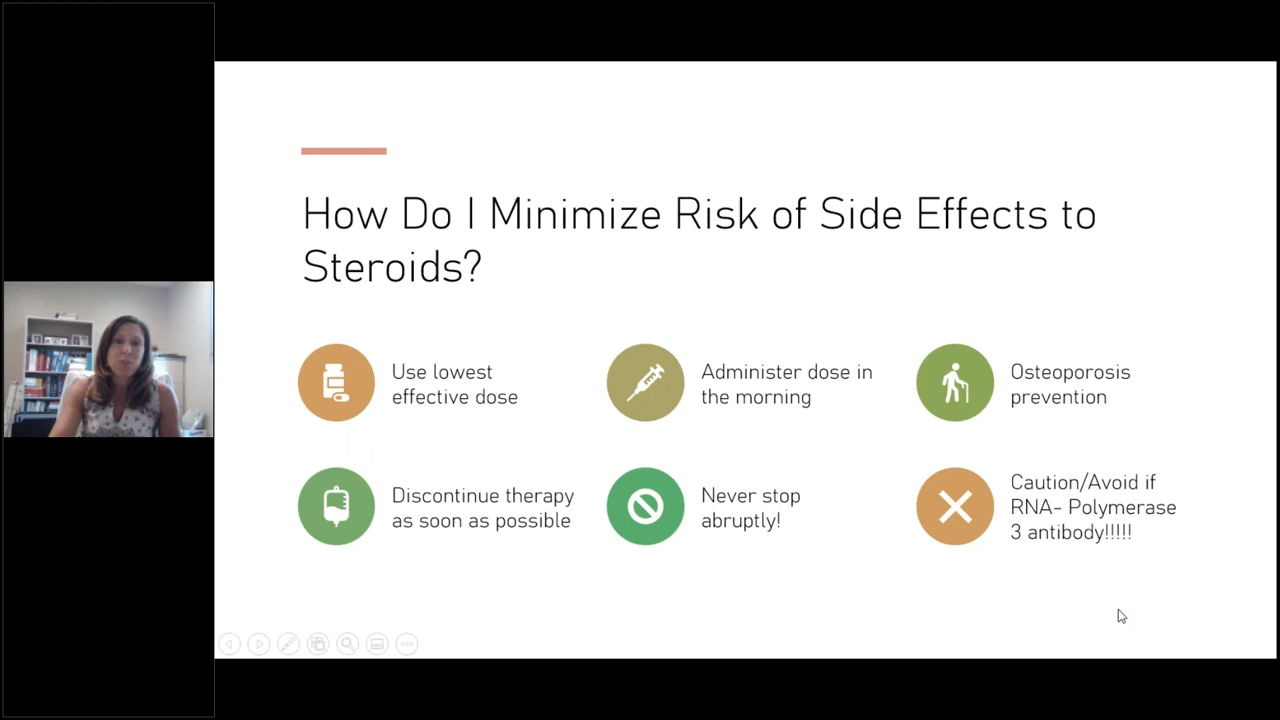 How Do I Minimize Risk of Side Effects to
Steroids?
Use lowest
effective dose
Administer dose in
the morning
Osteoporosis
prevention
Discontinue therapy
as soon as possible
Never stop
abruptly!
Caution/Avoid if
RNA- Polymerase
3 antibody!!!!!